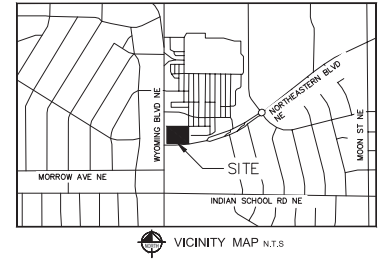 WYOMING BLVD NE
NORTHEASTERN BLVD
NE
MOON ST NE
SITE
MORROW AVE NE
INDIAN SCHOOL RD NE
NORTH
VICINITY MAP N.T.S